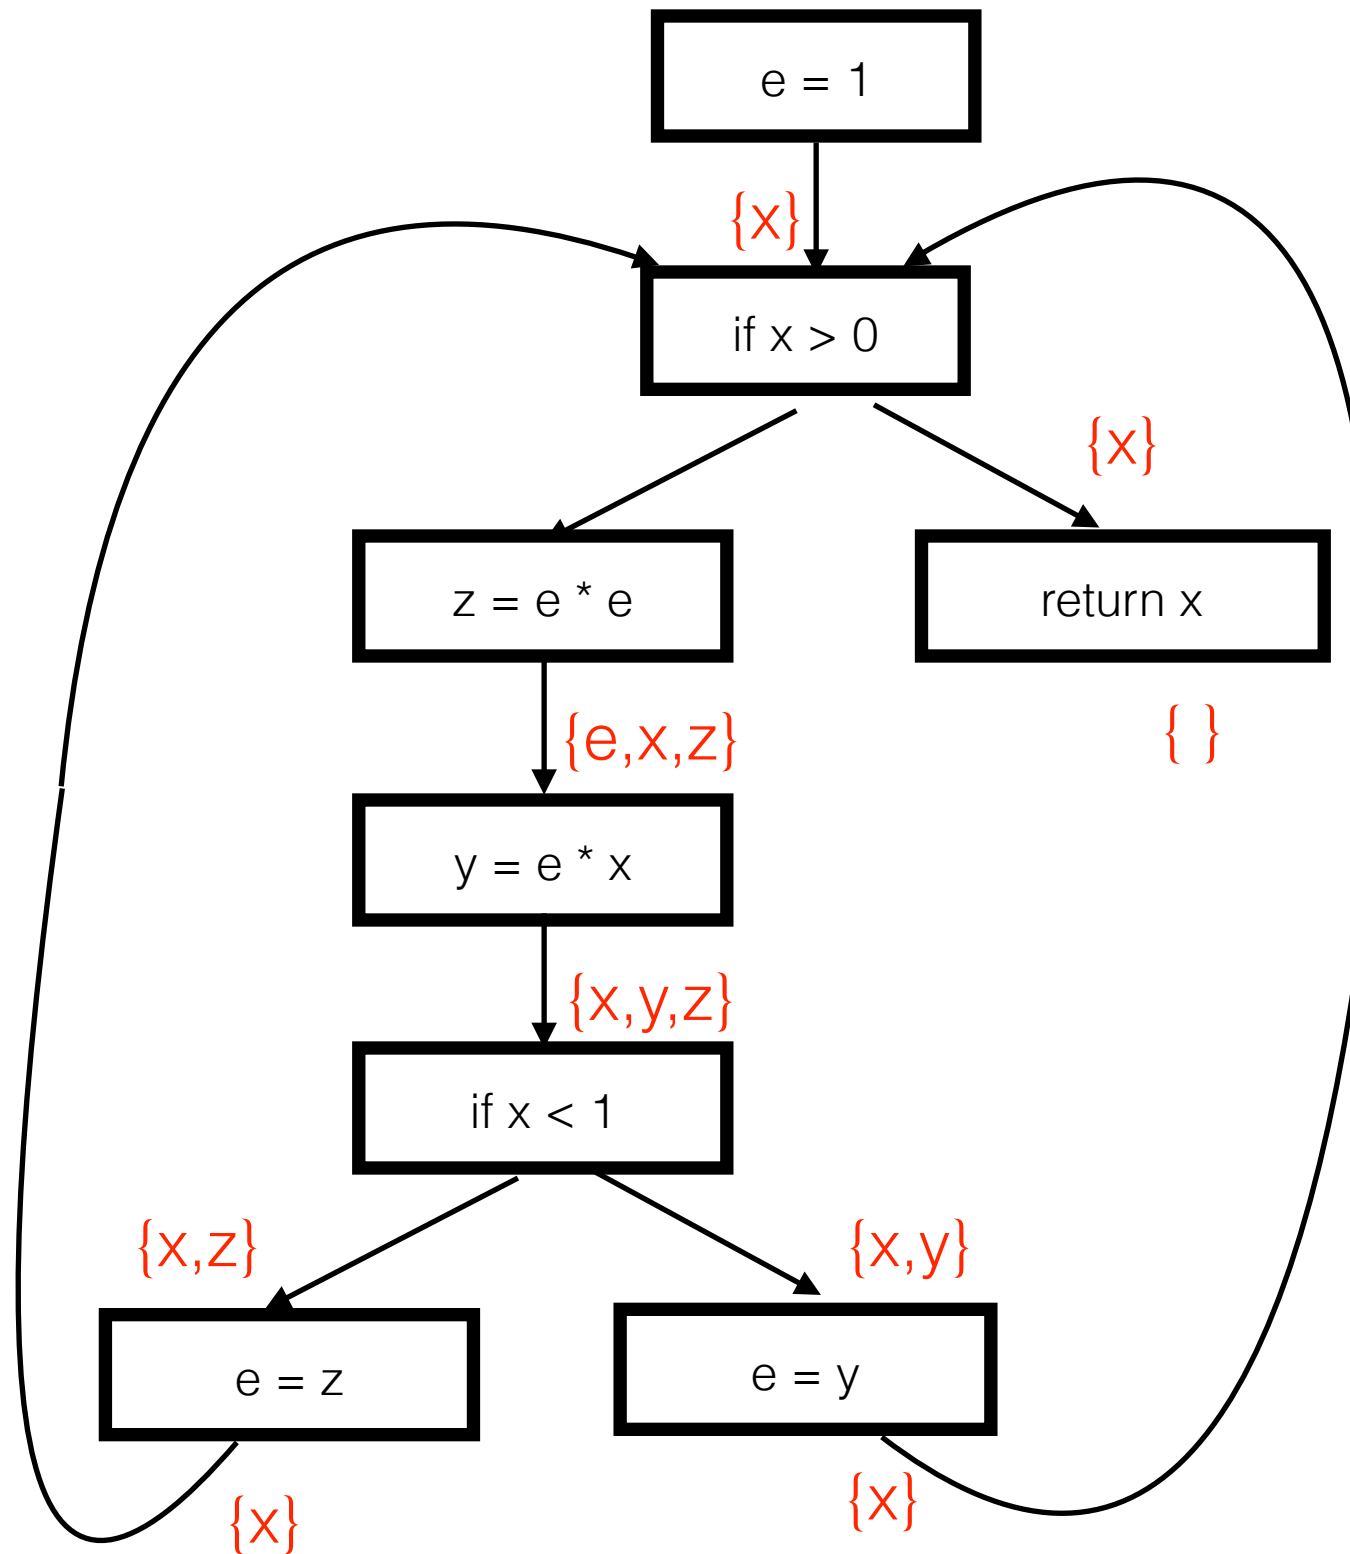 e = 1
{x}
if x > 0
{x}
z = e * e
return x
{e,x,z}
{ }
y = e * x
{x,y,z}
if x < 1
{x,z}
{x,y}
e = z
e = y
{x}
{x}